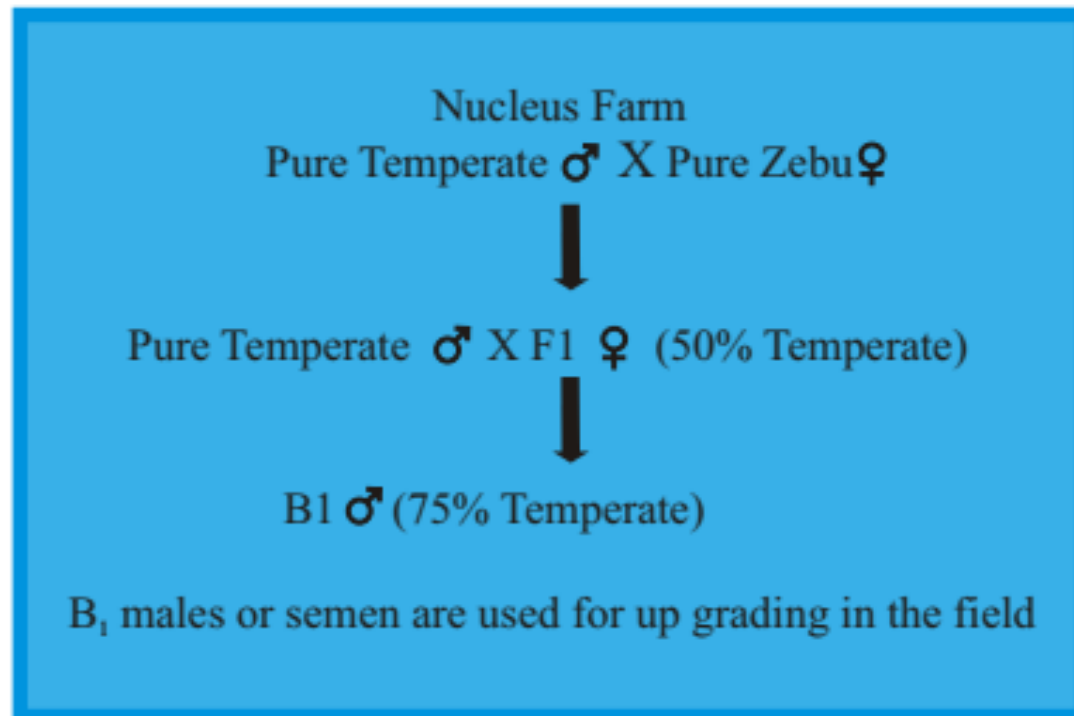 Nucleus Farm
Pure Temperate ♂ X Pure Zebu♀
Pure Temperate ♂ X F1 ♀ (50% Temperate)
B1 ♂ (75% Temperate)
B₁ males or semen are used for up grading in the field